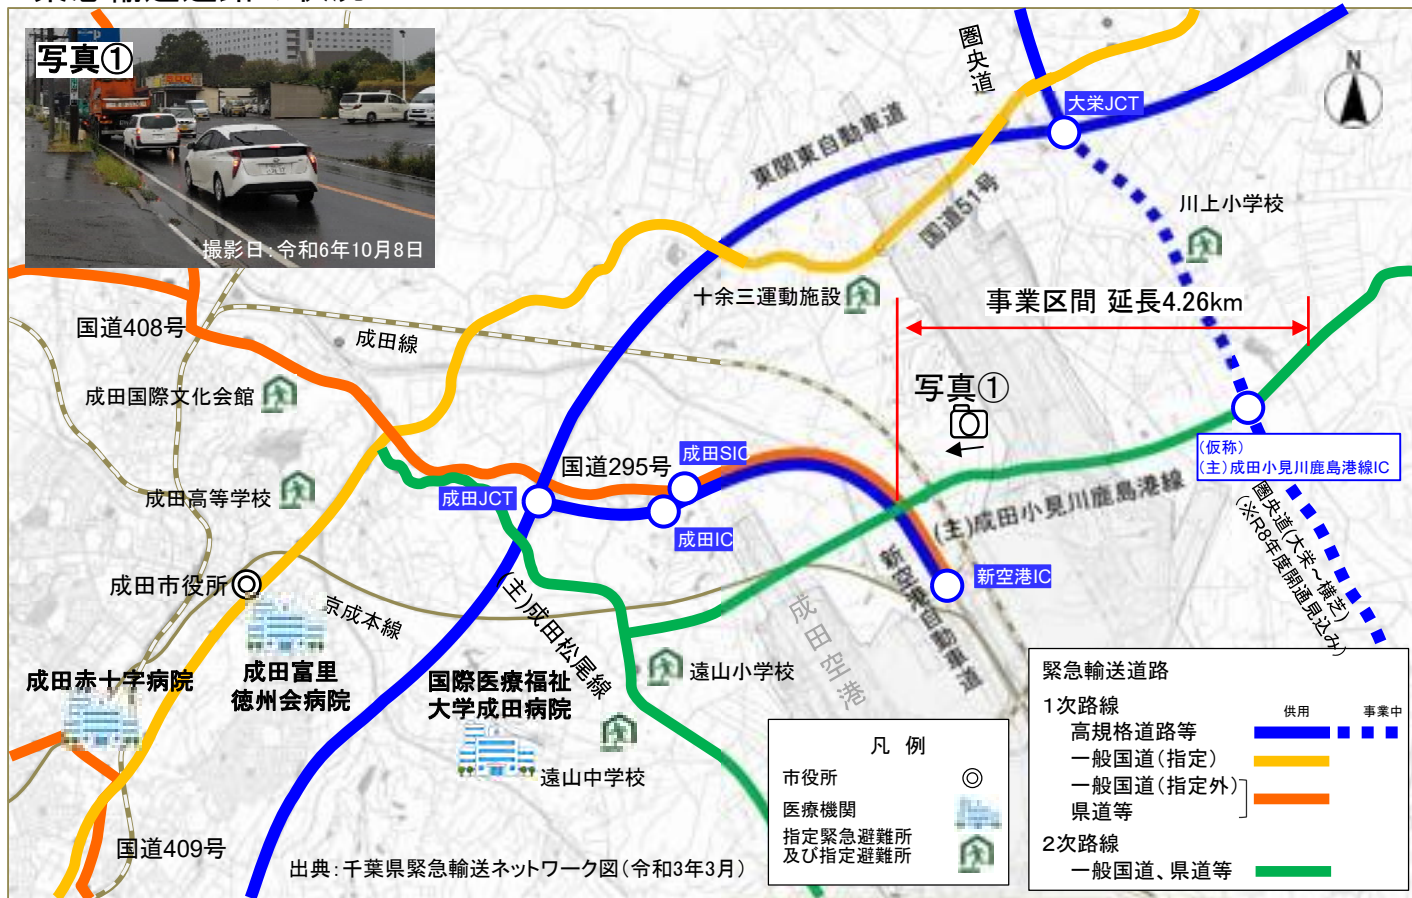 写真①
撮影日：令和6年10月8日
圏央道
大栄JCT
N
東関東自動車道
国道51号
川上小学校
十余三運動施設
事業区間 延長4.26km
国道408号
成田線
成田国際文化会館
写真①
成田SIC
国道295号
成田JCT
成田IC
成田高等学校
(主)成田小見川鹿島港線
(仮称)
(主)成田小見川鹿島港線IC
圏央道(大栄～横芝)
(※R8年度開通見込み)
成田市役所
京成本線
(主)成田松尾線
新空港IC
新空港自動車道
成田空港
成田赤十字病院
成田富里
徳州会病院
国際医療福祉
大学成田病院
遠山小学校
遠山中学校
国道409号
出典：千葉県緊急輸送ネットワーク図(令和3年3月)
凡 例
市役所
医療機関
指定緊急避難所
及び指定避難所
緊急輸送道路
1次路線
供用
事業中
高規格道路等
一般国道(指定)
一般国道(指定外)
県道等
2次路線
一般国道、県道等